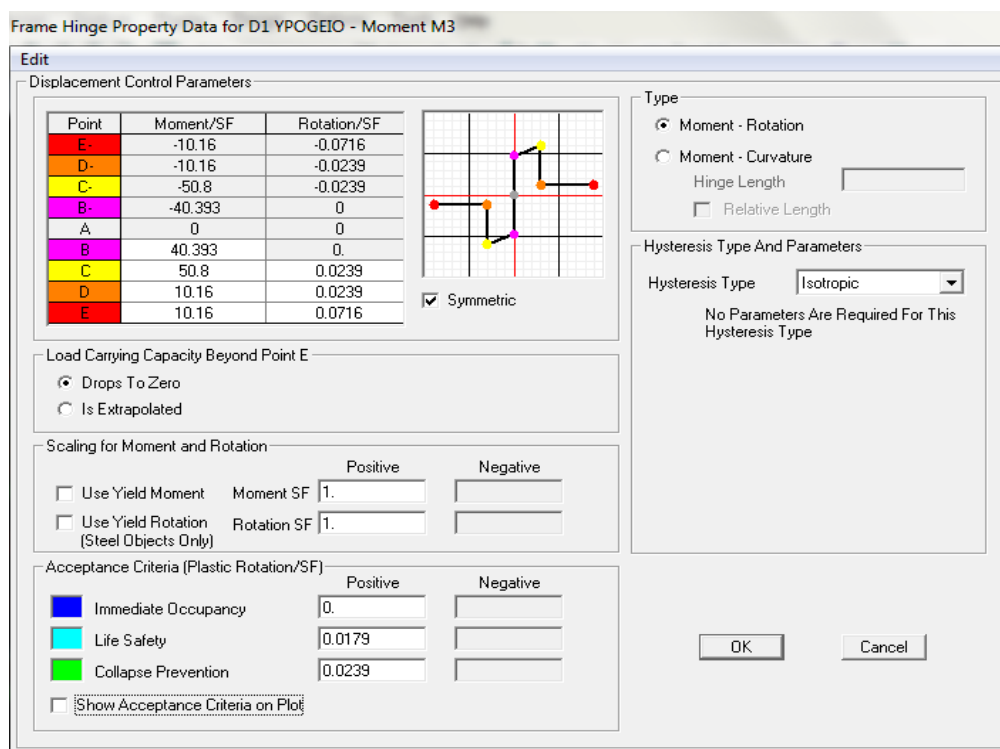 Frame Hinge Property Data for D1 YPOGEIO - Moment M3
Edit
Displacement Control Parameters
Point Moment/SF Rotation/SF
E- -10.16 -0.0716
D- -10.16 -0.0239
C- -50.8 -0.0239
B- -40.393 0
A 0 0
B 40.393 0.
C 50.8 0.0239
D 10.16 0.0239
E 10.16 0.0716
Symmetric
Load Carrying Capacity Beyond Point E
Drops To Zero
Is Extrapolated
Scaling for Moment and Rotation
Positive Negative
Use Yield Moment Moment SF 1.
Use Yield Rotation Rotation SF 1.
(Steel Objects Only)
Acceptance Criteria (Plastic Rotation/SF)
Positive Negative
Immediate Occupancy 0.
Life Safety 0.0179
Collapse Prevention 0.0239
Show Acceptance Criteria on Plot
Type
Moment - Rotation
Moment - Curvature
Hinge Length
Relative Length
Hysteresis Type And Parameters
Hysteresis Type Isotropic
No Parameters Are Required For This
Hysteresis Type
OK Cancel